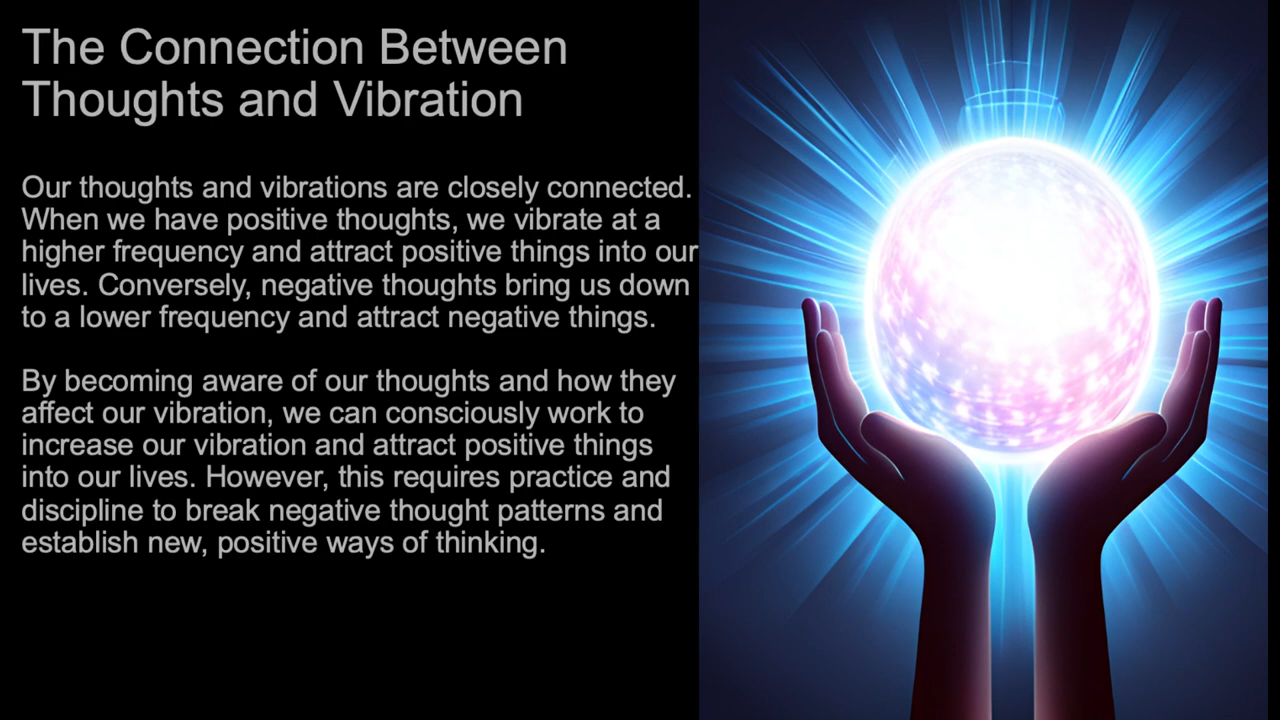 The Connection Between
Thoughts and Vibration
Our thoughts and vibrations are closely connected.
When we have positive thoughts, we vibrate at a
higher frequency and attract positive things into our
lives. Conversely, negative thoughts bring us down
to a lower frequency and attract negative things.
By becoming aware of our thoughts and how they
affect our vibration, we can consciously work to
increase our vibration and attract positive things
into our lives. However, this requires practice and
discipline to break negative thought patterns and
establish new, positive ways of thinking.